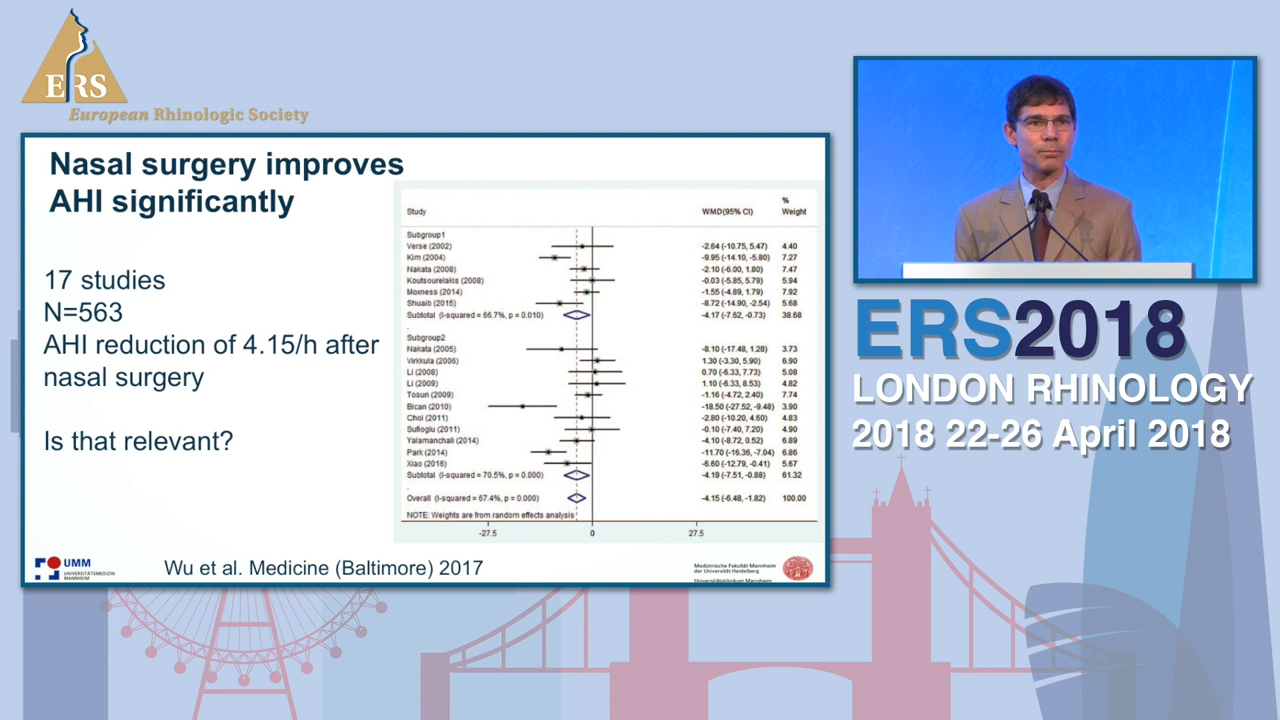 ERS
European Rhinologic Society
Nasal surgery improves
AHI significantly
17 studies
N=563
AHI reduction of 4.15/h after
nasal surgery
Is that relevant?
Study WMD(95% CI) % Weight
Subgroup1
Verse (2002) -2.64 (-10.75, 5.47) 4.40
Kim (2004) -9.95 (-14.10, -5.80) 7.27
Nakata (2008) -2.10 (-6.00, 1.80) 7.47
Koutsourelakis (2008) -0.03 (-5.85, 5.79) 5.94
Moxness (2014) -1.55 (-4.89, 1.79) 7.92
Shuaib (2015) -8.72 (-14.90, -2.54) 5.68
Subtotal (I-squared = 66.7%, p = 0.010) -4.17 (-7.62, -0.73) 38.68
Subgroup2
Nakata (2005) -8.10 (-17.48, 1.28) 3.73
Virkkula (2006) 1.30 (-3.30, 5.90) 6.90
Li (2008) 0.70 (-6.33, 7.73) 5.08
Li (2009) 1.10 (-6.33, 8.53) 4.82
Tosun (2009) -1.16 (-4.72, 2.40) 7.74
Bican (2010) -18.50 (-27.52, -9.48) 3.90
Choi (2011) -2.80 (-10.20, 4.60) 4.83
Sufioglu (2011) -0.10 (-7.40, 7.20) 4.90
Yalamanchali (2014) -4.10 (-8.72, 0.52) 6.89
Park (2014) -11.70 (-16.36, -7.04) 6.86
Xiao (2016) -6.60 (-12.79, -0.41) 5.67
Subtotal (I-squared = 70.5%, p = 0.000) -4.19 (-7.51, -0.88) 61.32
Overall (I-squared = 67.4%, p = 0.000) -4.15 (-6.48, -1.82) 100.00
NOTE: Weights are from random effects analysis
-27.5 0 27.5
UMM
UNIVERSITÄTSMEDIZIN
MANNHEIM
Wu et al. Medicine (Baltimore) 2017
Medizinische Fakultät Mannheim
der Universität Heidelberg
Universitätsklinikum Mannheim
ERS2018
LONDON RHINOLOGY
2018 22-26 April 2018